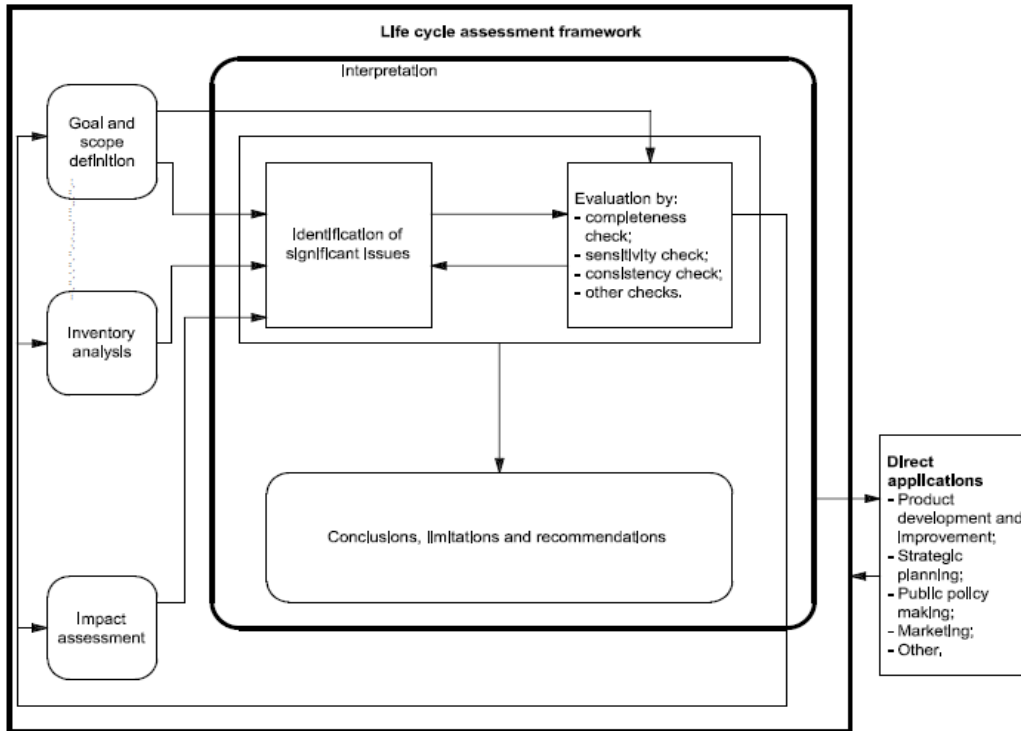 Life cycle assessment framework
Interpretation
Goal and
scope
definition
Identification of
significant issues
Evaluation by:
- completeness
check;
- sensitivity check;
- consistency check;
- other checks.
Inventory
analysis
Conclusions, limitations and recommendations
Impact
assessment
Direct
applications
- Product
development and
improvement;
- Strategic
planning;
- Public policy
making;
- Marketing;
- Other.